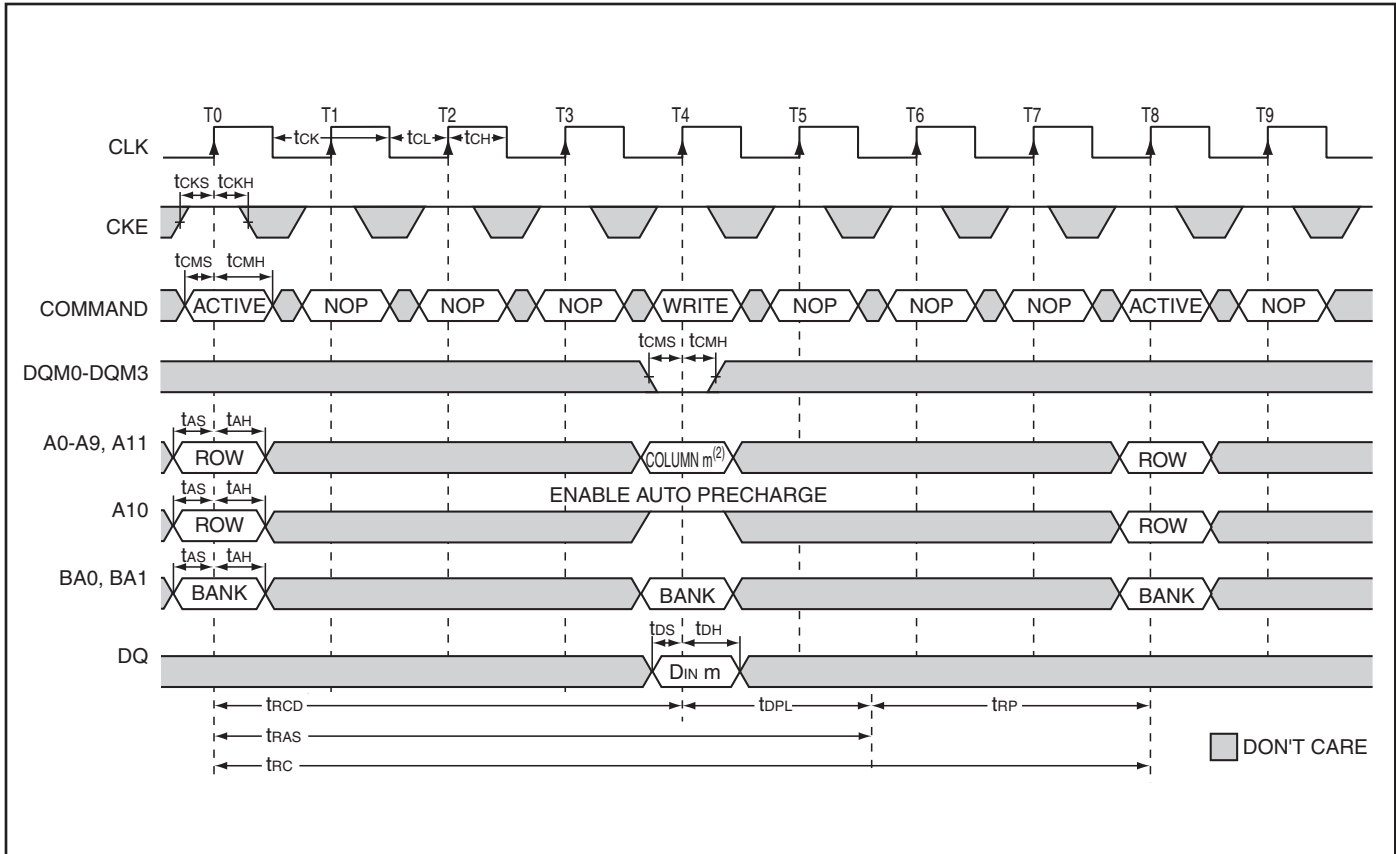 T0 T1 T2 T3 T4 T5 T6 T7 T8 T9
CLK
tCK tCL tCH
tCKS tCKH
CKE
tCMS tCMH
COMMAND
ACTIVE NOP NOP NOP WRITE NOP NOP NOP ACTIVE NOP
tCMS tCMH
DQM0-DQM3
tAS tAH
A0-A9, A11
ROW COLUMN m(2) ROW
tAS tAH
ENABLE AUTO PRECHARGE
A10
ROW ROW
tAS tAH
BA0, BA1
BANK BANK BANK
tDS tDH
DQ
DIN m
tRCD tDPL tRP
tRAS
DON'T CARE
tRC